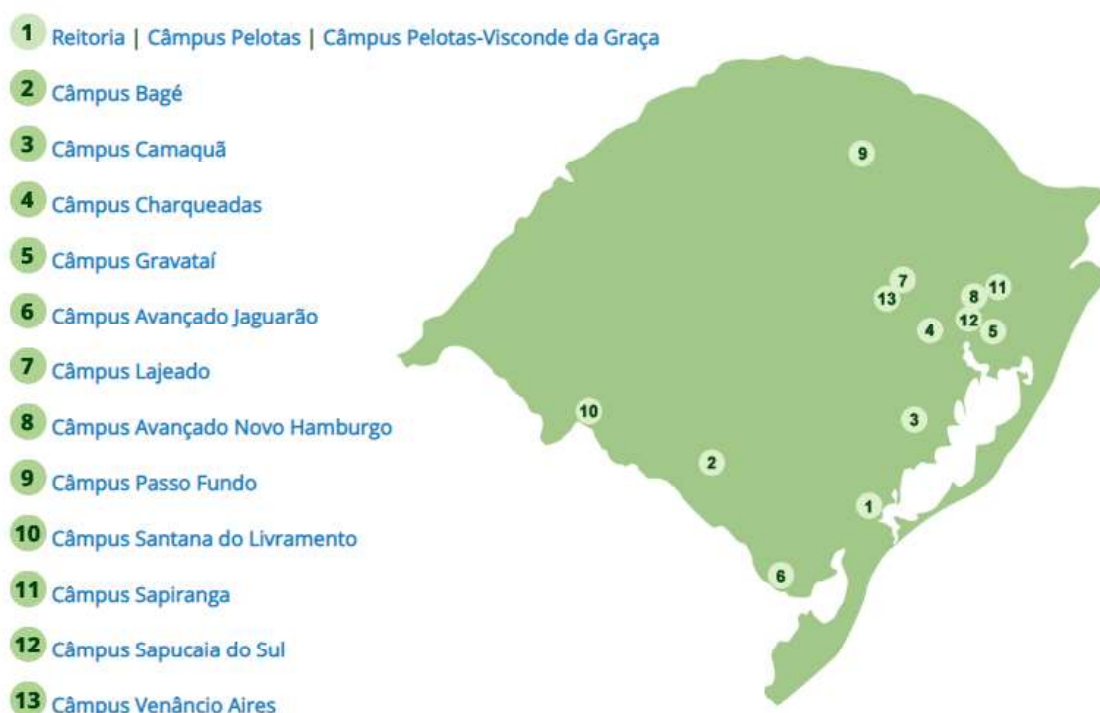 1 Reitoria | Câmpus Pelotas | Câmpus Pelotas-Visconde da Graça
2 Câmpus Bagé
3 Câmpus Camaquã
4 Câmpus Charqueadas
5 Câmpus Gravataí
6 Câmpus Avançado Jaguarão
7 Câmpus Lajeado
8 Câmpus Avançado Novo Hamburgo
9 Câmpus Passo Fundo
10 Câmpus Santana do Livramento
11 Câmpus Sapiranga
12 Câmpus Sapucaia do Sul
13 Câmpus Venâncio Aires
9
7
11
8
13
12
4
5
10
3
2
1
6